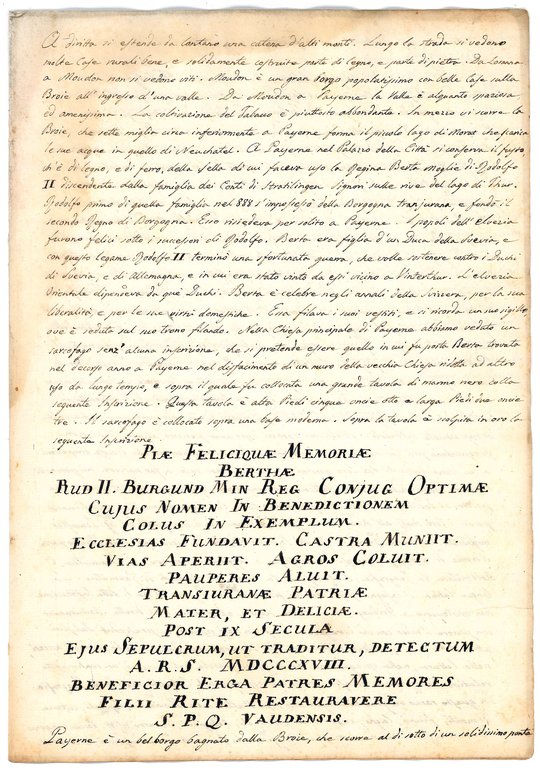 A diritta si estende da lontano una catena d'alti monti. Lungo la strada si vedono
molte Case rurali bene, e solidamente costruite parte di legno, e parte di pietra. Da Losanna
a Moudon non si vedono viti. Moudon è un gran borgo popolatissimo con belle Case sulla
Broie all'ingresso d'una valle. Da Moudon a Payerne la Valle è alquanto spaziosa
ed amenissima. La coltivazione del Tabacco è piuttosto abbondante. In mezzo vi scorre la
Broie, che sette miglia circa inferiormente a Payerne forma il picolo lago di Morat che scarica
le sue acque in quello di Neuchatel. A Payerne nel Palazzo della Città si conserva il fusto
ch'è di legno, e di ferro, della Sella di cui faceva uso la Regina Berta moglie di Rodolfo
II discendente dalla famiglia dei Conti di Strahlingen Signori sulle rive del lago di Thun.
Rodolfo primo di quella famiglia nel 888 s'impossessò della Borgogna transjurana, e fondò il
secondo Regno di Borgogna. Esso risiedeva per solito a Payerne. I popoli dell'Elvezia
furono felici sotto i successori di Rodolfo. Berta era figlia d'un Duca della Svevia, e
con questo legame Rodolfo II terminò una sfortunata guerra, che volle sostenere contro i Duchi
di Svevia, e di Allemagna, e in cui era stato vinto da essi vicino a Vinterthur. L'elvezia
Orientale dipendeva da que' Duchi. Berta è celebre negli annali della Svizzera, per la sua
liberalità, e per le sue virtù domestiche. Essa filava i suoi vestiti, e si ricorda un suo sigillo,
ove è seduta sul suo trono filando. Nella Chiesa principale di Payerne abbiamo veduto un
sarcofago senz'alcuna inscrizione, che si pretende essere quello in cui fu posta Berta trovato
nel decorso anno a Payerne nel disfacimento di un muro della vecchia Chiesa ridotta ad altro
uso da lungo tempo, e sopra il quale fu collocata una grande tavola di marmo nero colla
seguente Inscrizione. Questa tavola è alta Piedi cinque oncie otto e larga Piedi due oncie
tre. Il sarcofago è collocato sopra una base moderna. Sopra la tavola è scolpita in oro la
seguente Inscrizione
PIÆ FELICIQUÆ MEMORIÆ
BERTHÆ
RUD II. BURGUND MIN REG CONJUG OPTIMÆ
CUJUS NOMEN IN BENEDICTIONEM
COLUS IN EXEMPLUM.
ECCLESIAS FUNDAVIT. CASTRA MUNIIT.
VIAS APERIIT. AGROS COLUIT.
PAUPERES ALUIT.
TRANSIURANÆ PATRIÆ
MATER, ET DELICIÆ.
POST IX SECULA
EJUS SEPULCRUM, UT TRADITUR, DETECTUM
A. R. S. MDCCCXVIII.
BENEFICIOR ERGA PATRES MEMORES
FILII RITE RESTAURAVERE
S. P. Q. VAUDENSIS.
Payerne è un bel borgo bagnato dalla Broie, che scorre al di sotto di un solidissimo ponte